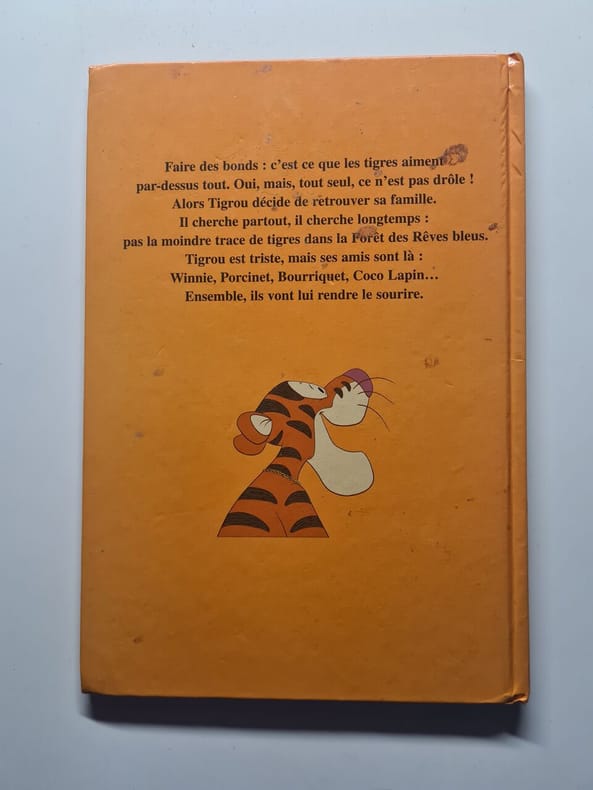 Faire des bonds : c'est ce que les tigres aiment
par-dessus tout. Oui, mais, tout seul, ce n'est pas drôle !
Alors Tigrou décide de retrouver sa famille.
Il cherche partout, il cherche longtemps :
pas la moindre trace de tigres dans la Forêt des Rêves bleus.
Tigrou est triste, mais ses amis sont là :
Winnie, Porcinet, Bourriquet, Coco Lapin…
Ensemble, ils vont lui rendre le sourire.